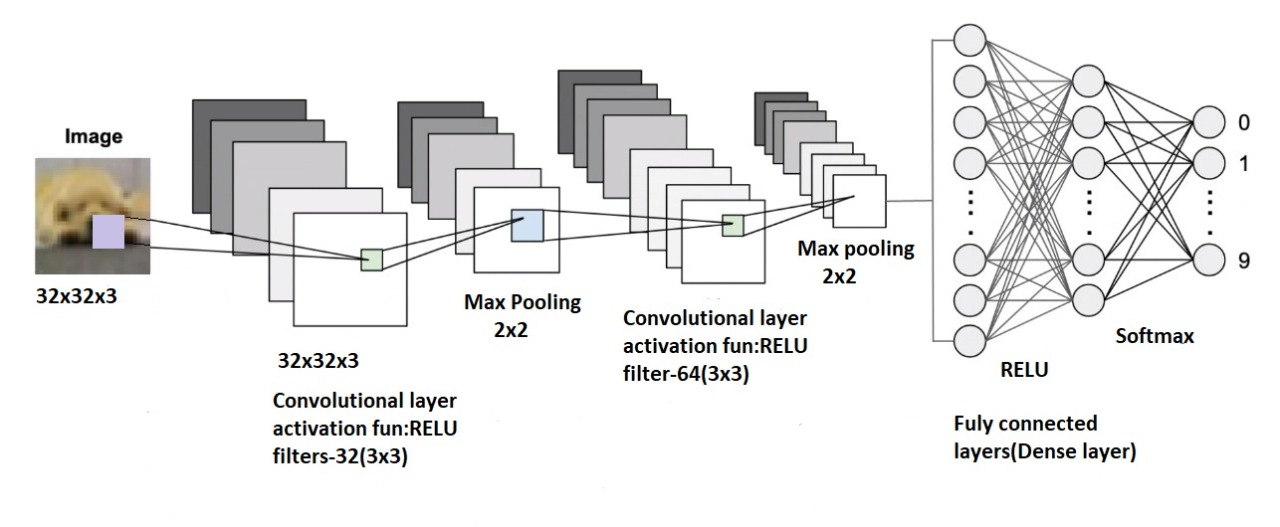 Image
32x32x3
32x32x3
Convolutional layer
activation fun:RELU
filters-32(3x3)
Max Pooling
2x2
Convolutional layer
activation fun:RELU
filter-64(3x3)
Max pooling
2x2
RELU
Fully connected
layers(Dense layer)
Softmax
0
1
9